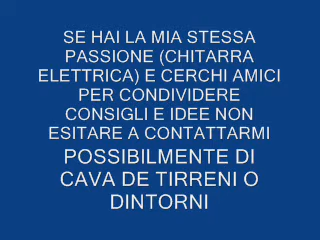 SE HAI LA MIA STESSA
PASSIONE (CHITARRA
ELETTRICA) E CERCHI AMICI
PER CONDIVIDERE
CONSIGLI E IDEE NON
ESITARE A CONTATTARMI
POSSIBILMENTE DI
CAVA DE TIRRENI O
DINTORNI